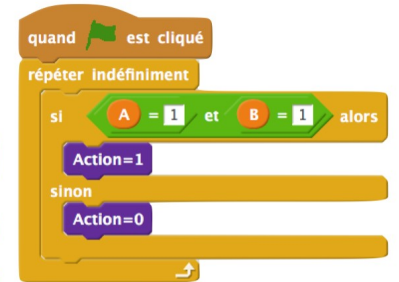 quand est cliqué
répéter indéfiniment
si A = 1 et B = 1 alors
Action=1
sinon
Action=0